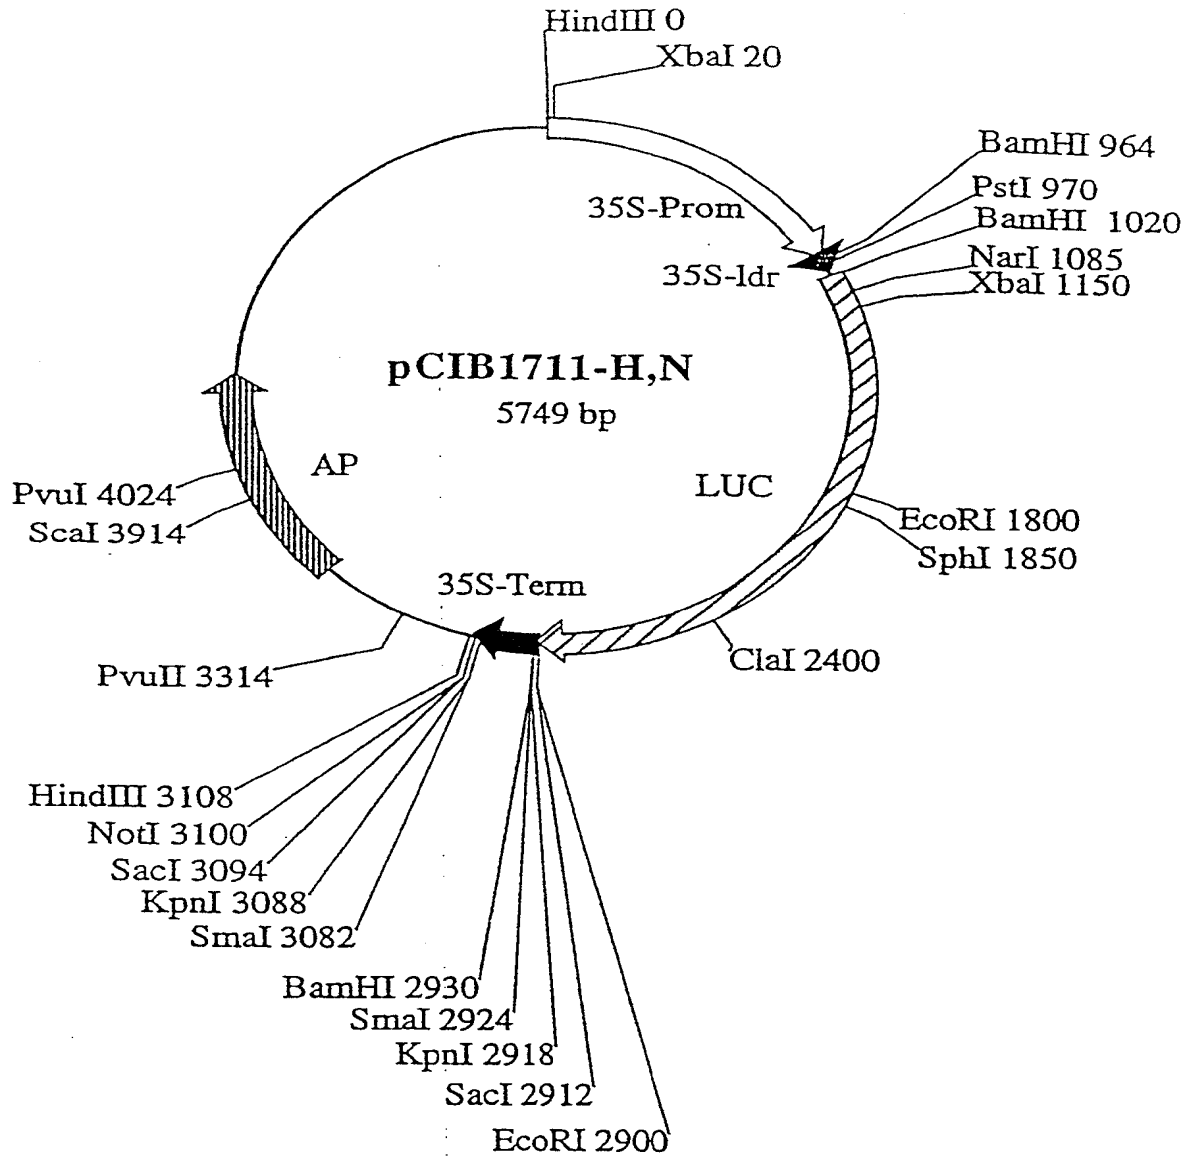 HindIII 0
XbaI 20
BamHI 964
PstI 970
BamHI 1020
NarI 1085
XbaI 1150
35S-Prom
35S-ldr
pCIB1711-H,N
5749 bp
AP
LUC
PvuI 4024
ScaI 3914
EcoRI 1800
SphI 1850
35S-Term
ClaI 2400
PvuII 3314
HindIII 3108
NotI 3100
SacI 3094
KpnI 3088
SmaI 3082
BamHI 2930
SmaI 2924
KpnI 2918
SacI 2912
EcoRI 2900